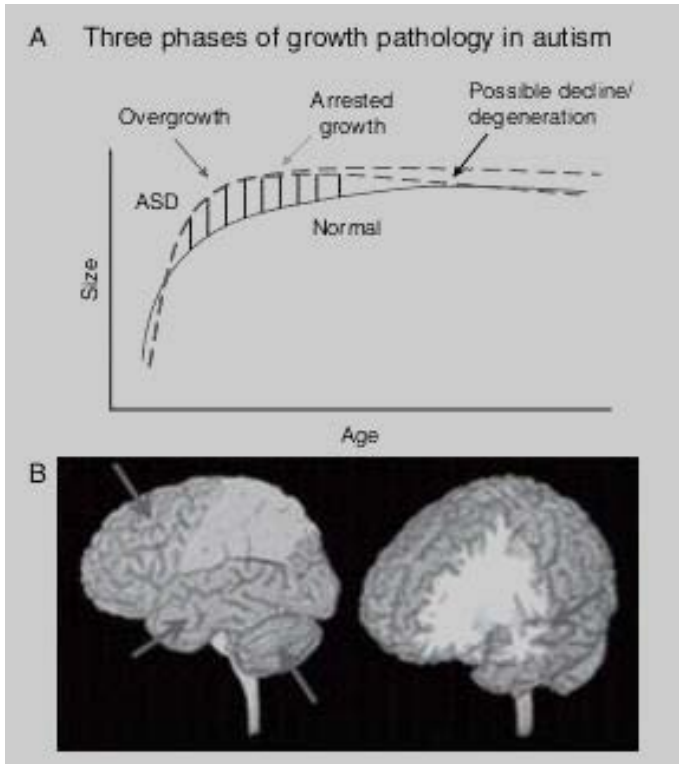 A Three phases of growth pathology in autism
Overgrowth
Arrested
growth
Possible decline/
degeneration
ASD
Normal
Size
Age
B